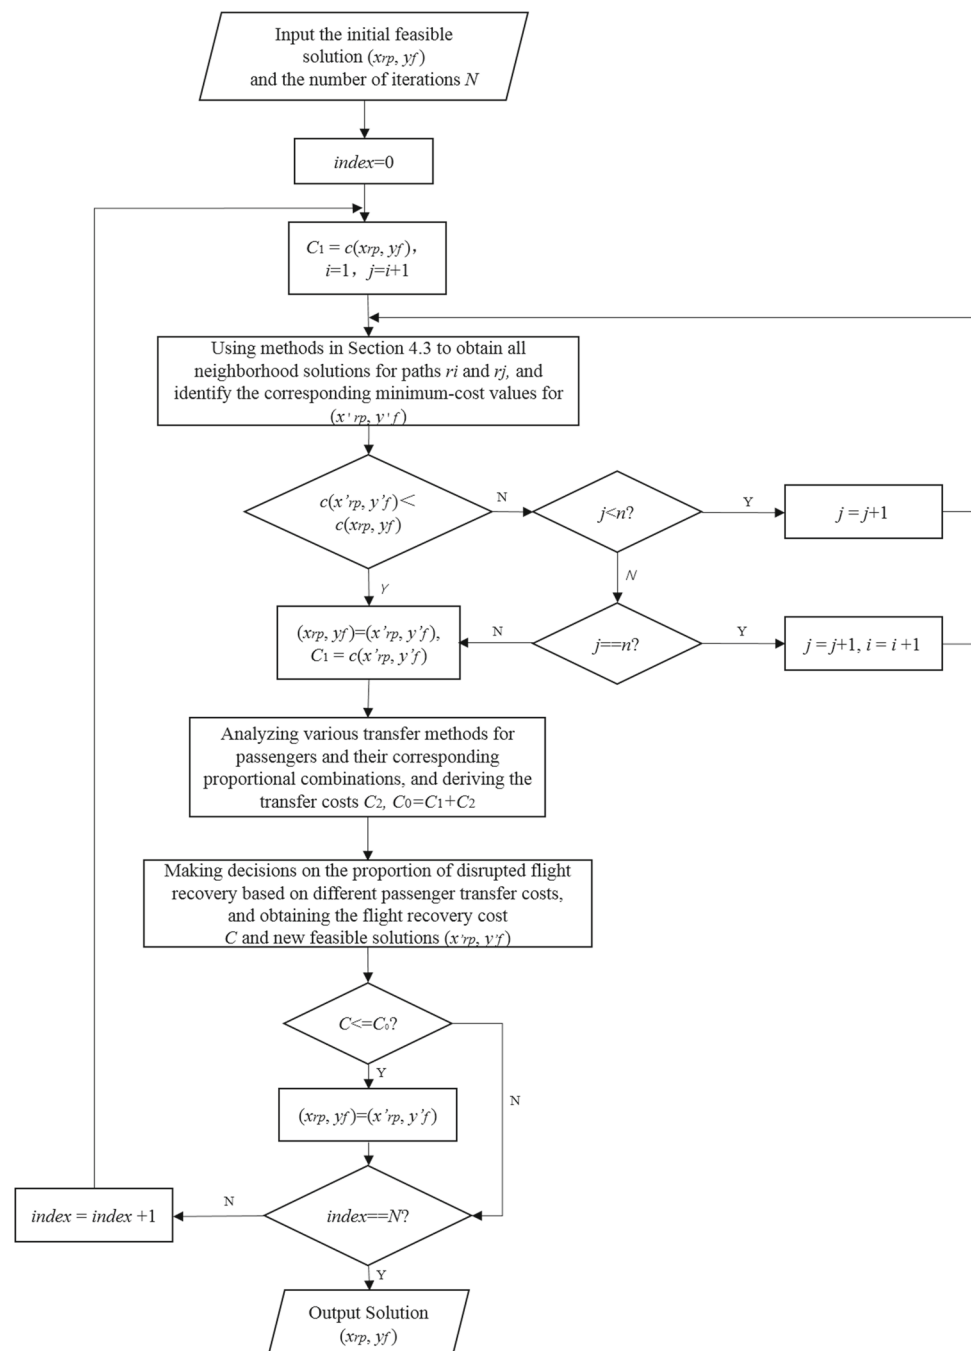 Input the initial feasible
solution (xrp, yf)
and the number of iterations N
index=0
C1 = c(xrp, yf),
i=1, j=i+1
Using methods in Section 4.3 to obtain all
neighborhood solutions for paths ri and rj, and
identify the corresponding minimum-cost values for
(x'rp, y'f)
c(x'rp, y'f)<
c(xrp, yf)
N
j<n?
Y
j = j+1
Y
N
(xrp, yf)=(x'rp, y'f),
C1 = c(x'rp, y'f)
N
j==n?
Y
j = j+1, i = i +1
Analyzing various transfer methods for
passengers and their corresponding
proportional combinations, and deriving the
transfer costs C2, C0=C1+C2
Making decisions on the proportion of disrupted flight
recovery based on different passenger transfer costs,
and obtaining the flight recovery cost
C and new feasible solutions (x'rp, y'f)
C<=C0?
Y
N
(xrp, yf)=(x'rp, y'f)
index = index +1
N
index==N?
Y
Output Solution
(xrp, yf)